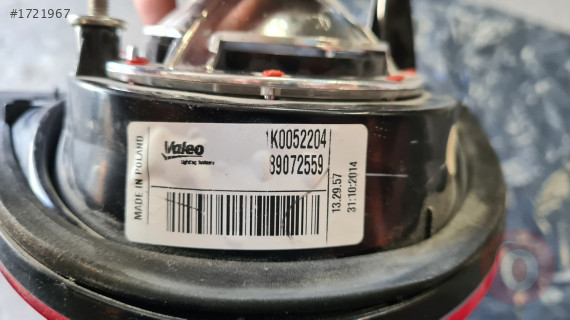 #1721967
Valeo
Lighting Systems
1K0052204
89072559
MADE IN POLAND
13.29.57
31.10.2014